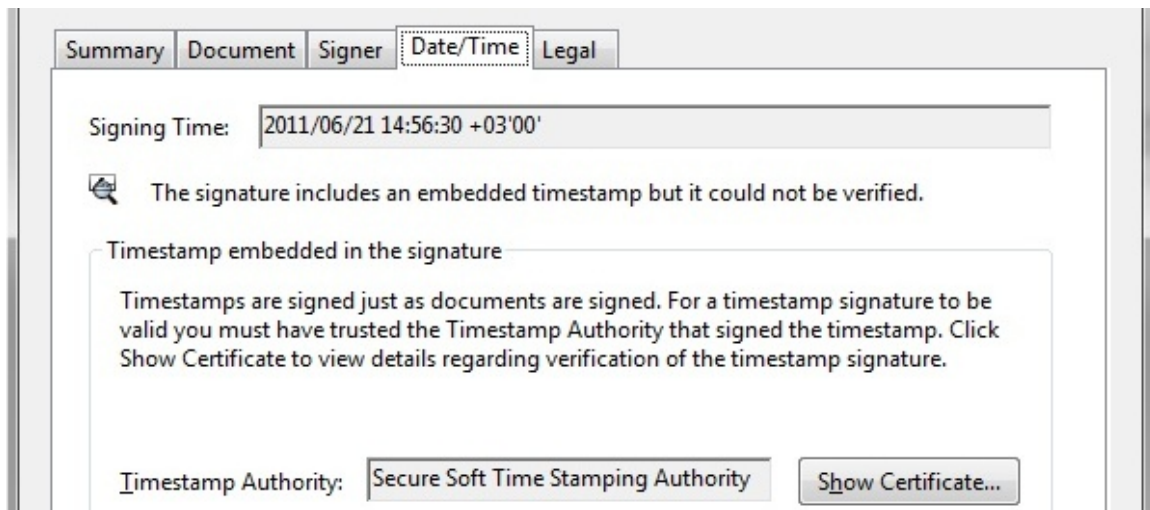 Summary Document Signer Date/Time Legal
Signing Time: 2011/06/21 14:56:30 +03'00'
The signature includes an embedded timestamp but it could not be verified.
Timestamp embedded in the signature
Timestamps are signed just as documents are signed. For a timestamp signature to be
valid you must have trusted the Timestamp Authority that signed the timestamp. Click
Show Certificate to view details regarding verification of the timestamp signature.
Timestamp Authority: Secure Soft Time Stamping Authority Show Certificate...